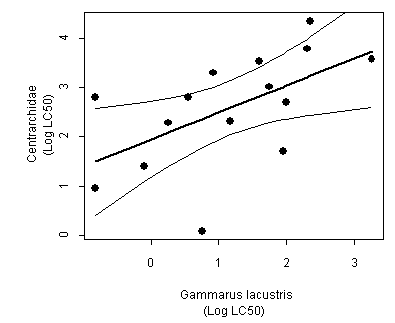 4
3
2
1
0
Centrarchidae
(Log LC50)
0 1 2 3
Gammarus lacustris
(Log LC50)